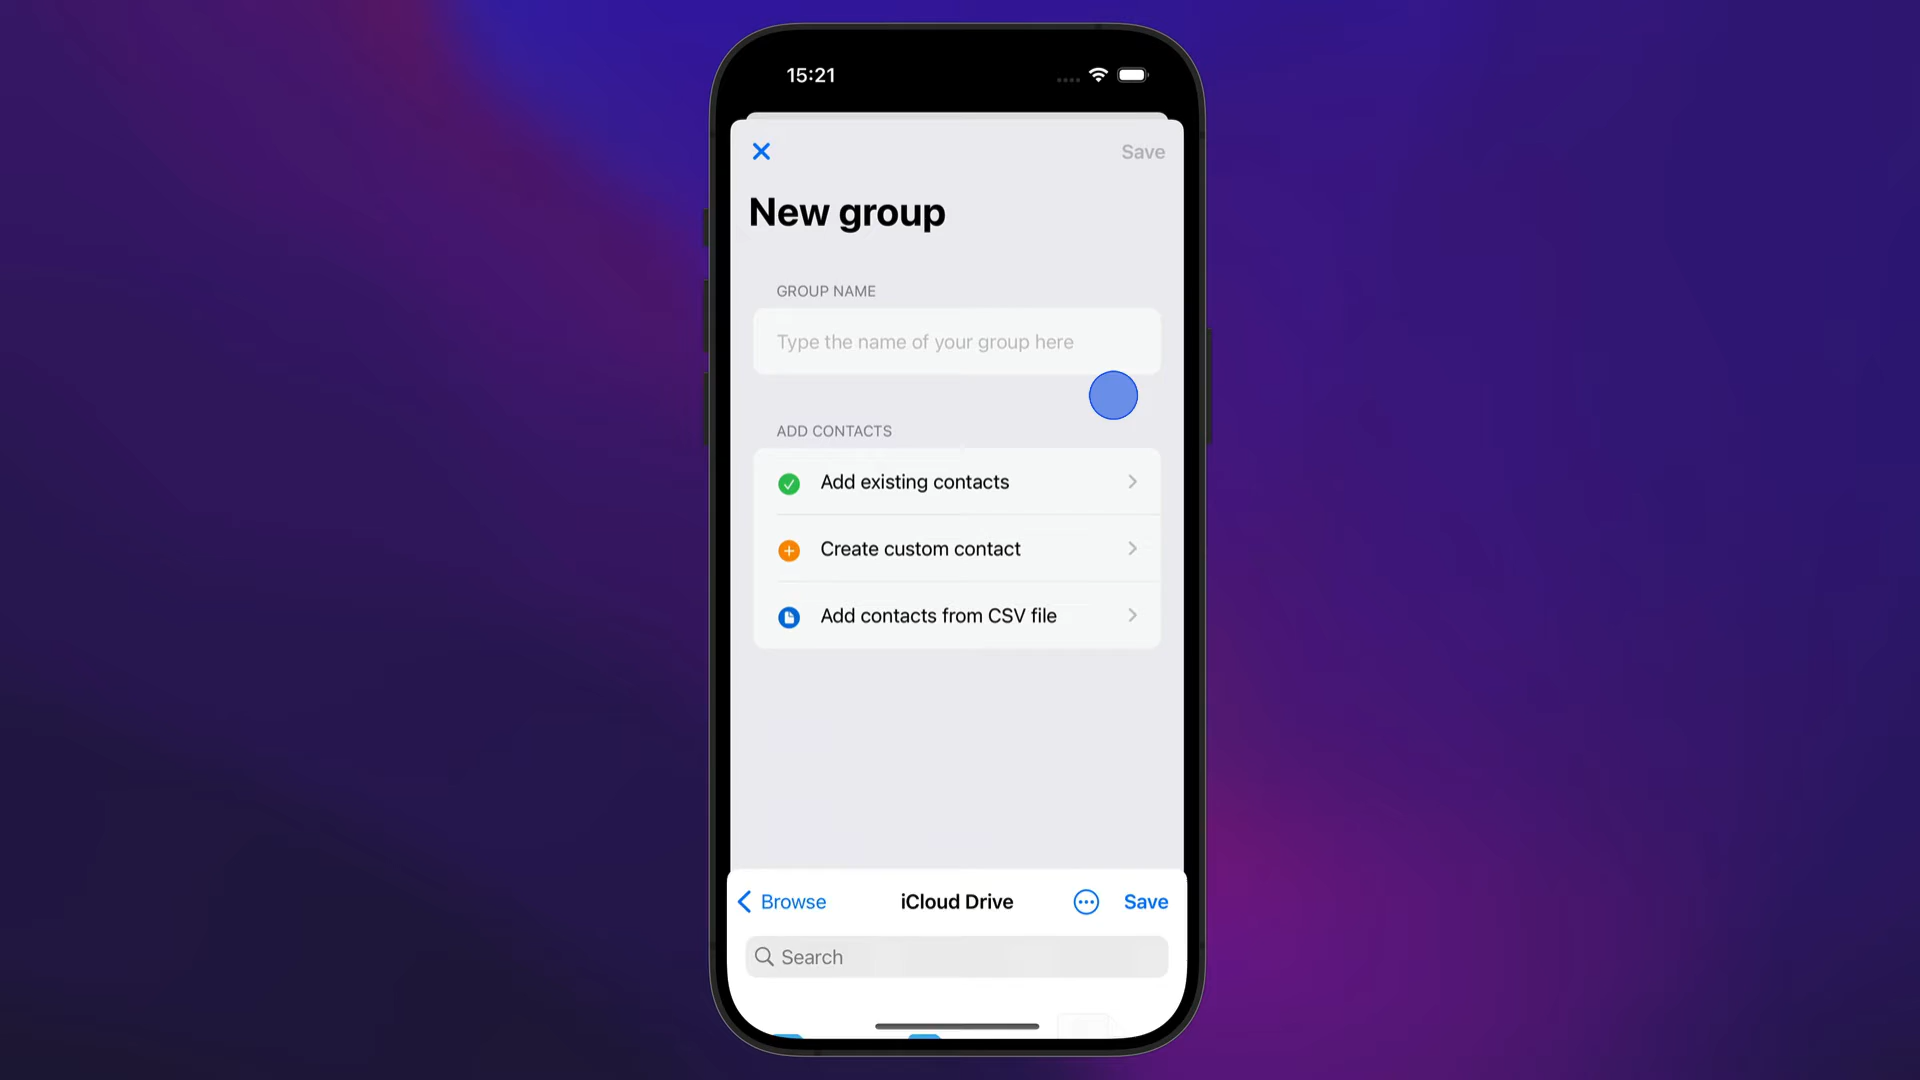 15:21
Save
New group
GROUP NAME
Type the name of your group here
ADD CONTACTS
Add existing contacts
Create custom contact
Add contacts from CSV file
Browse iCloud Drive Save
Search